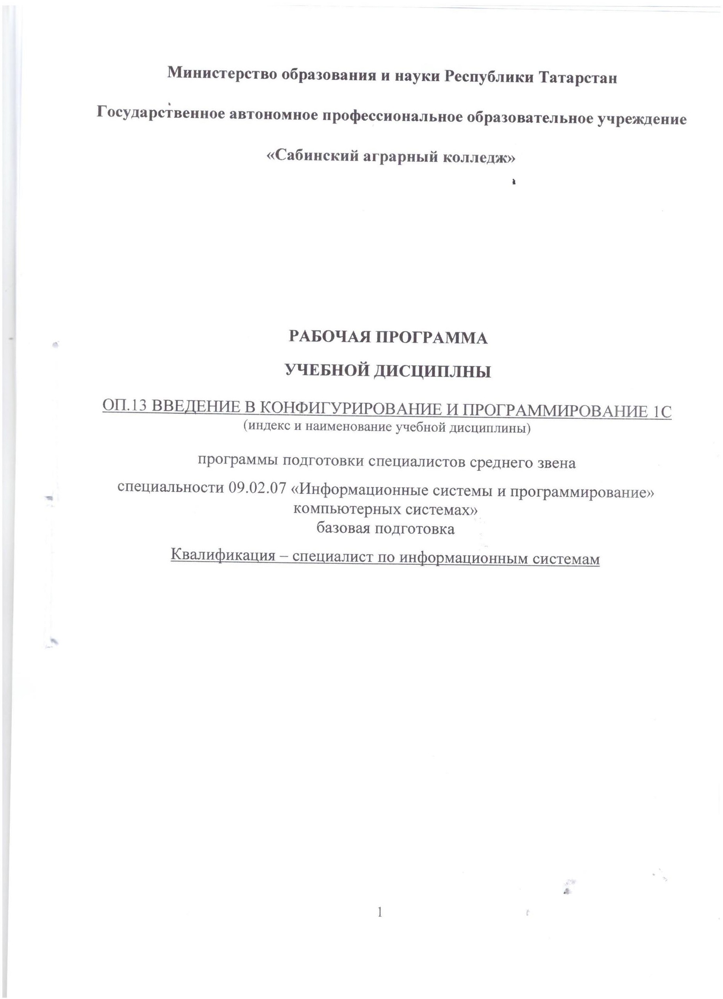 Министерство образования и науки Республики Татарстан
Государственное автономное профессиональное образовательное учреждение
«Сабинский аграрный колледж»
РАБОЧАЯ ПРОГРАММА
УЧЕБНОЙ ДИСЦИПЛНЫ
ОП.13 ВВЕДЕНИЕ В КОНФИГУРИРОВАНИЕ И ПРОГРАММИРОВАНИЕ 1С
(индекс и наименование учебной дисциплины)
программы подготовки специалистов среднего звена
специальности 09.02.07 «Информационные системы и программирование»
компьютерных системах»
базовая подготовка
Квалификация – специалист по информационным системам
1